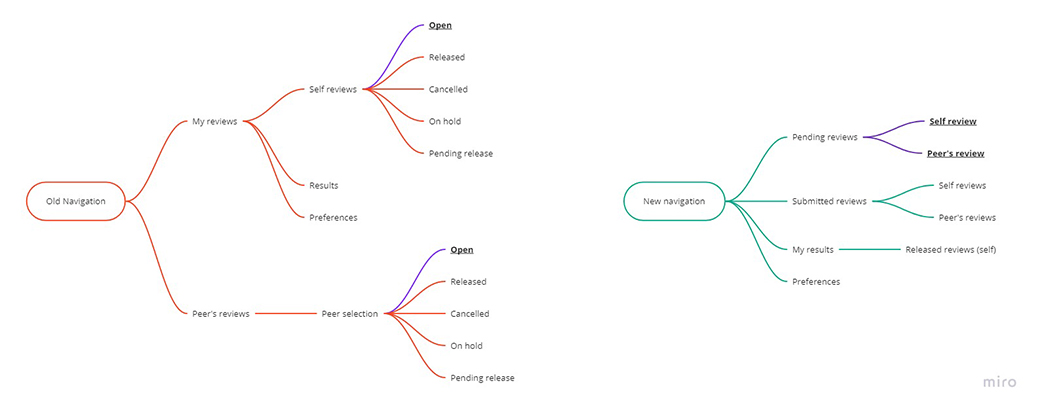 Old Navigation
My reviews
Self reviews
Open
Released
Cancelled
On hold
Pending release
Results
Preferences
Peer's reviews
Peer selection
Open
Released
Cancelled
On hold
Pending release
New navigation
Pending reviews
Self review
Peer's review
Submitted reviews
Self reviews
Peer's reviews
My results
Released reviews (self)
Preferences
miro